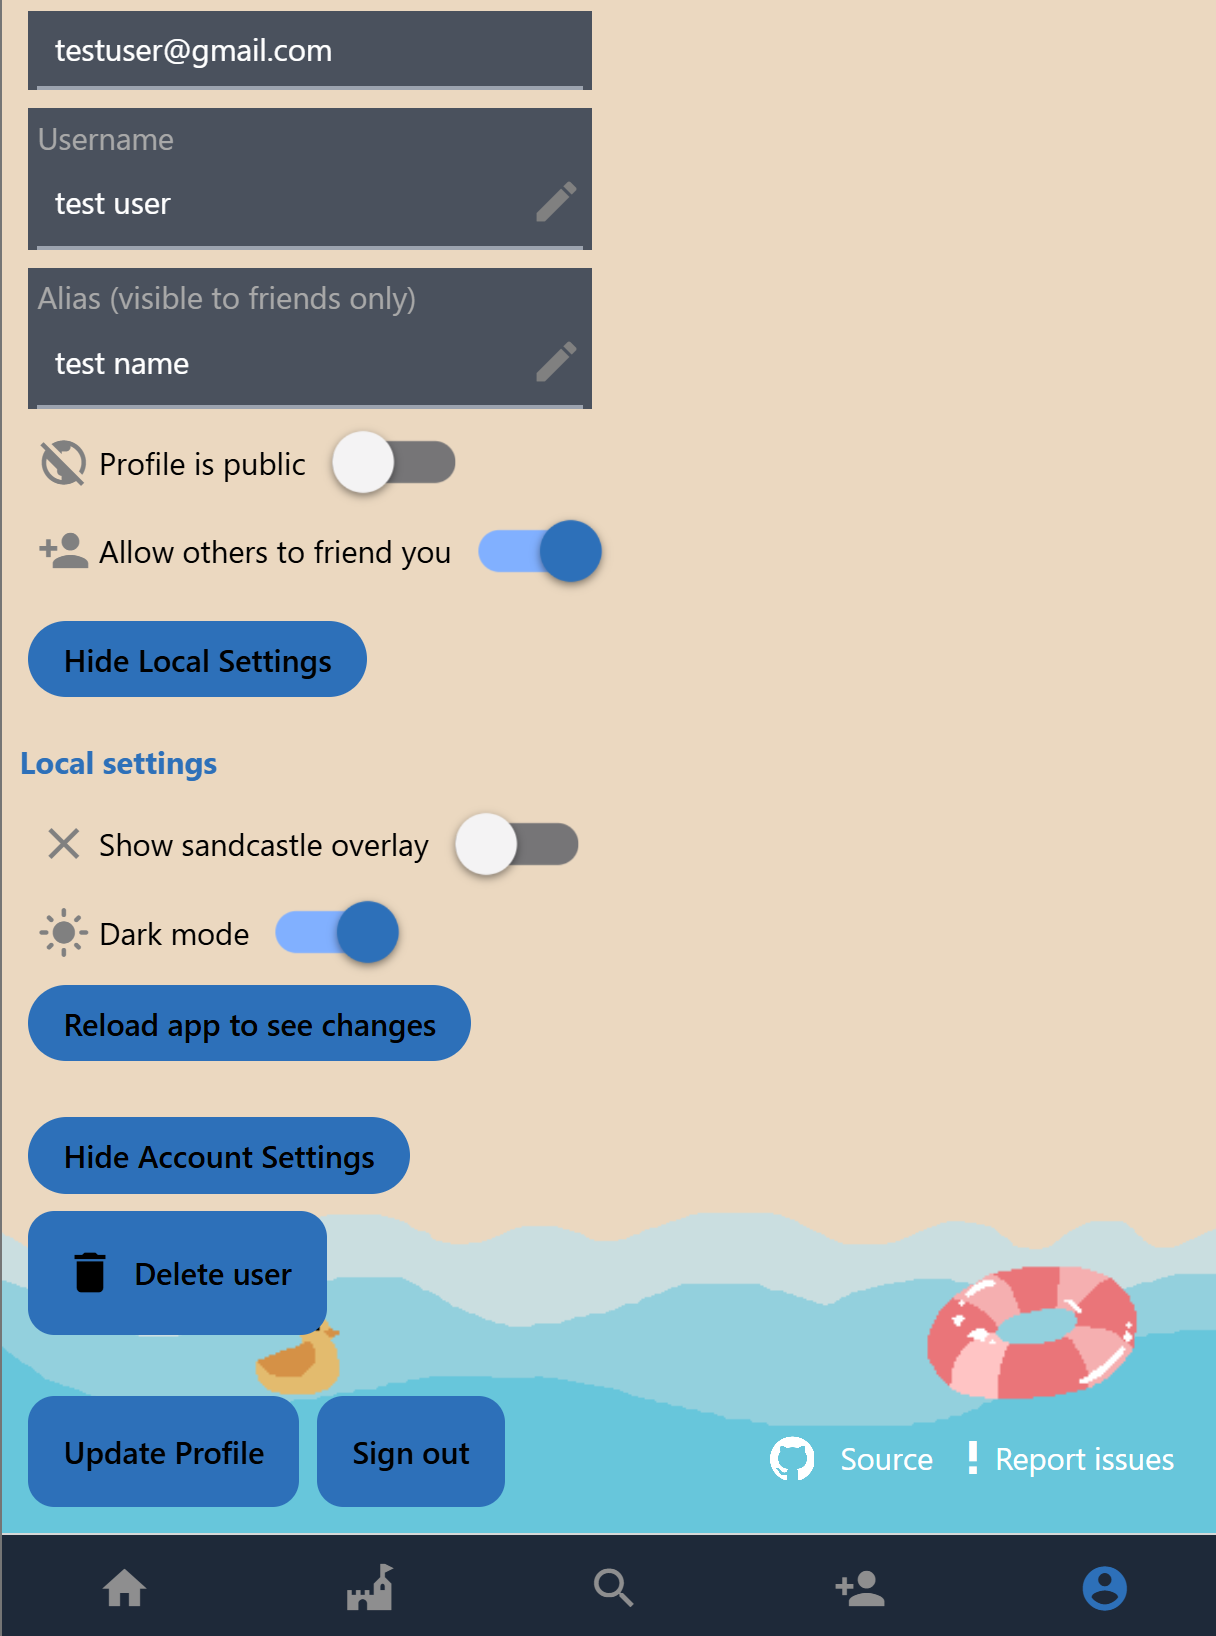 testuser@gmail.com
Username
test user
Alias (visible to friends only)
test name
Profile is public
Allow others to friend you
Hide Local Settings
Local settings
Show sandcastle overlay
Dark mode
Reload app to see changes
Hide Account Settings
Delete user
Update Profile
Sign out
Source
Report issues